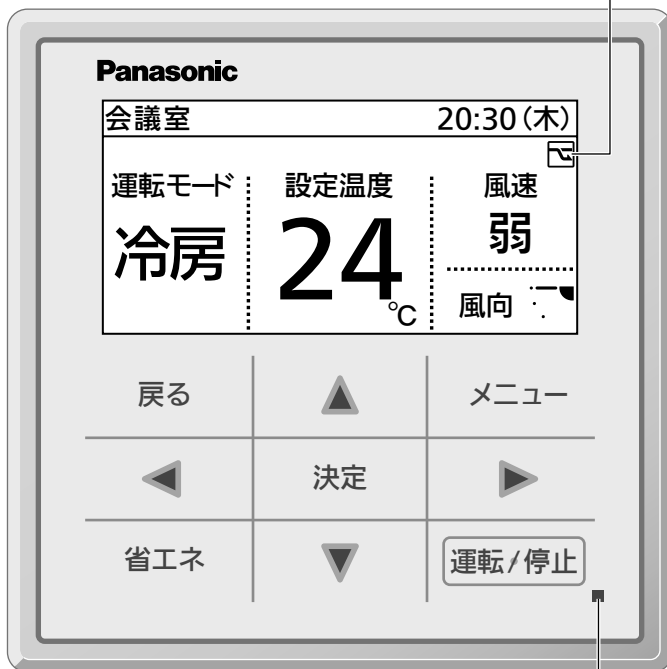 Panasonic
会議室 20:30(木)
運転モード 設定温度 風速
冷房 24℃ 弱
風向
戻る メニュー
決定
省エネ 運転/停止